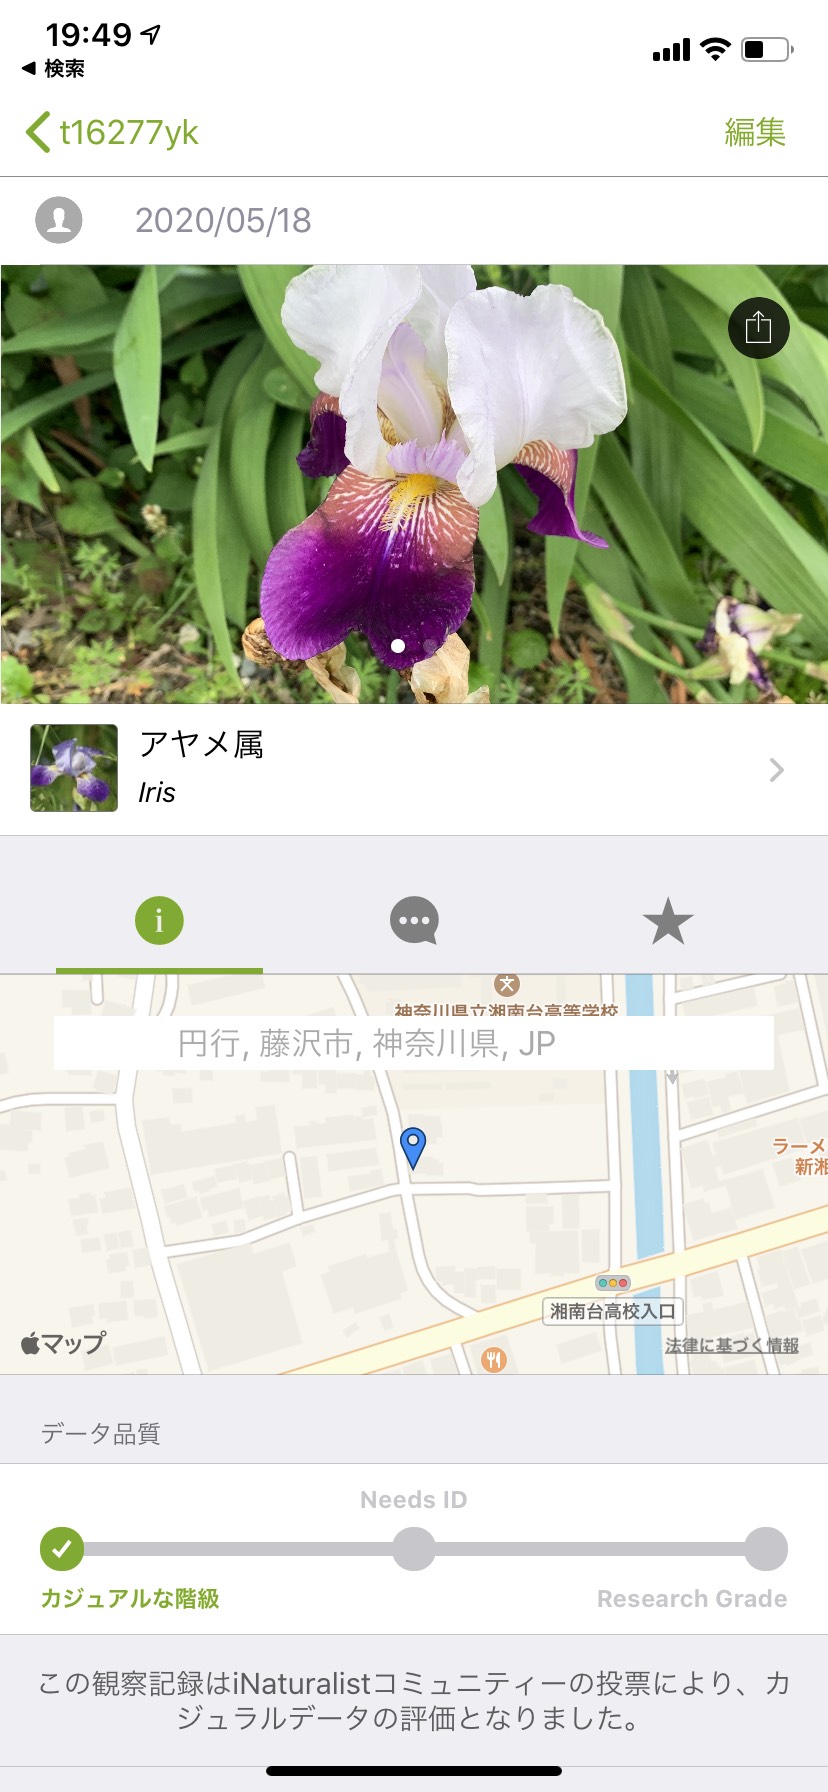 19:49
検索
t16277yk
編集
2020/05/18
アヤメ属
Iris
神奈川県立湘南台高等学校
円行, 藤沢市, 神奈川県, JP
ラーメ
新湘
湘南台高校入口
マップ
法律に基づく情報
データ品質
Needs ID
カジュアルな階級
Research Grade
この観察記録はiNaturalistコミュニティーの投票により、カ
ジュラルデータの評価となりました。